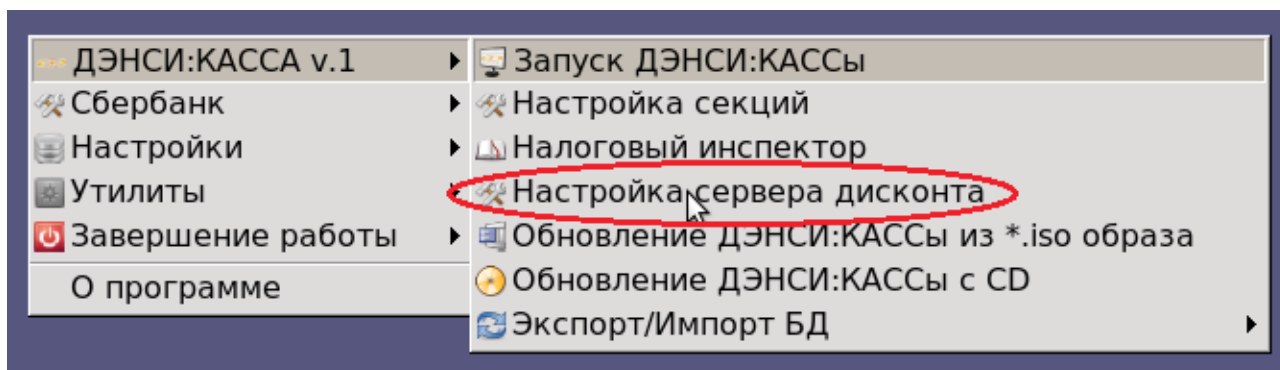 ДЭНСИ:КАССА v.1
Сбербанк
Настройки
Утилиты
Завершение работы
О программе
Запуск ДЭНСИ:КАССы
Настройка секций
Налоговый инспектор
Настройка сервера дисконта
Обновление ДЭНСИ:КАССы из *.iso образа
Обновление ДЭНСИ:КАССы с CD
Экспорт/Импорт БД